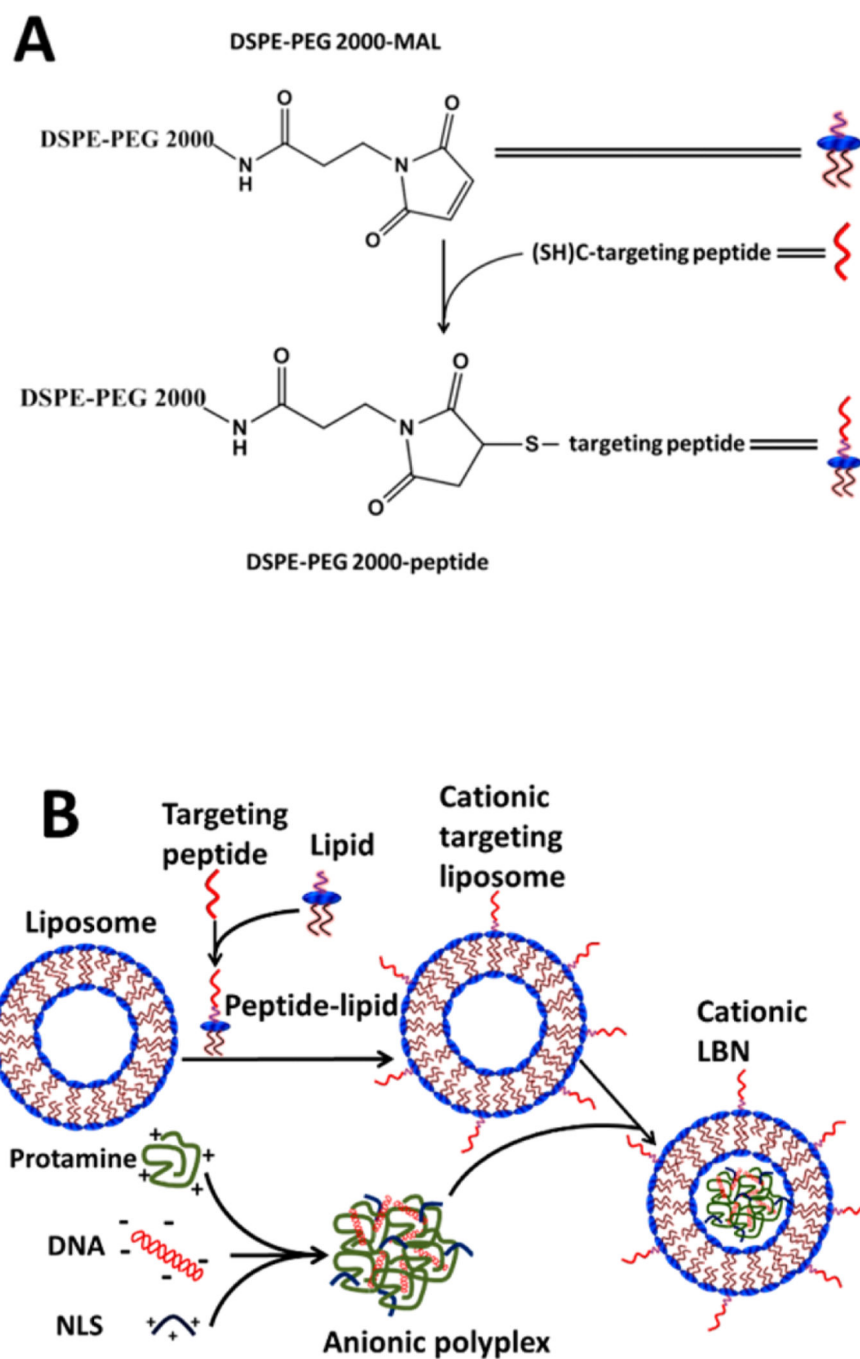 A
DSPE-PEG 2000-MAL
O
O
DSPE-PEG 2000
N
H
N
O
(SH)C-targeting peptide
O
O
DSPE-PEG 2000
N
H
N
S
targeting peptide
O
DSPE-PEG 2000-peptide
B
Targeting
peptide
Lipid
Cationic
targeting
liposome
Liposome
Peptide-lipid
Cationic
LBN
Protamine
+
+
+
+
DNA
-
-
-
-
-
NLS
+
+
+
Anionic polyplex